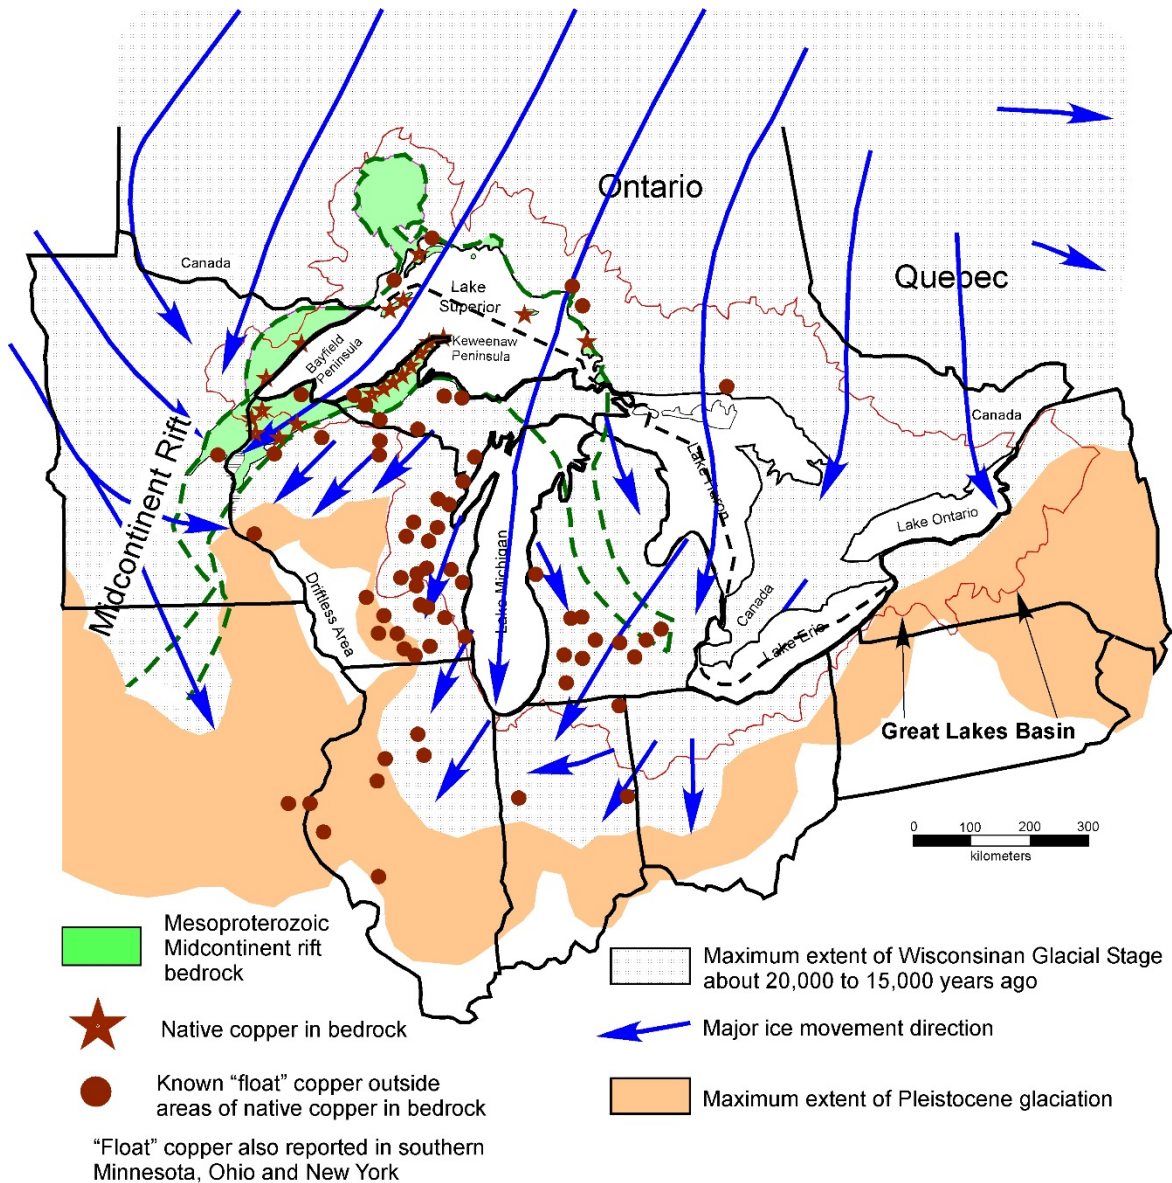 Ontario
Quebec
Canada
Lake
Superior
Bayfield
Peninsula
Keweenaw
Peninsula
Canada
Midcontinent Rift
Lake Huron
Lake Ontario
Lake Michigan
Driftless Area
Canada
Lake Erie
Great Lakes Basin
0 100 200 300
kilometers
Mesoproterozoic
Midcontinent rift
bedrock
Native copper in bedrock
Known “float” copper outside
areas of native copper in bedrock
“Float” copper also reported in southern
Minnesota, Ohio and New York
Maximum extent of Wisconsinan Glacial Stage
about 20,000 to 15,000 years ago
Major ice movement direction
Maximum extent of Pleistocene glaciation